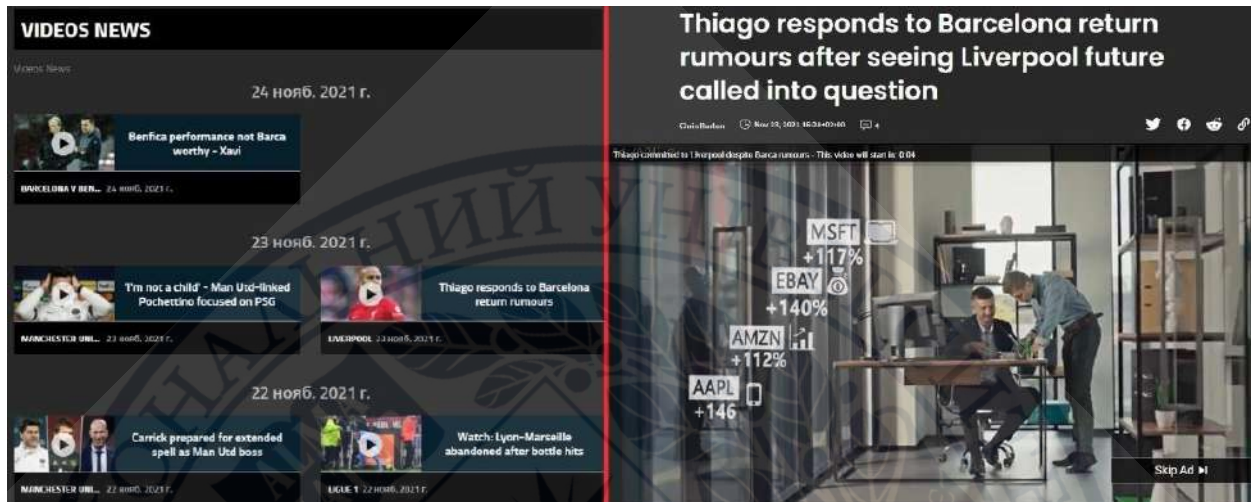 VIDEOS NEWS
Videos News
24 нояб. 2021 г.
Benfica performance not Barca
worthy - Xavi
BARCELONA V BEN... 24 нояб. 2021 г.
23 нояб. 2021 г.
'I'm not a child' - Man Utd-linked
Pochettino focused on PSG
MANCHESTER UNI... 23 нояб. 2021 г.
Thiago responds to Barcelona
return rumours
LIVERPOOL 23 нояб. 2021 г.
22 нояб. 2021 г.
Carrick prepared for extended
spell as Man Utd boss
MANCHESTER UNI... 22 нояб. 2021 г.
Watch: Lyon-Marseille
abandoned after bottle hits
LIGUE 1 22 нояб. 2021 г.
Thiago responds to Barcelona return
rumours after seeing Liverpool future
called into question
Nov 23, 2021
4
Thiago committed to Liverpool despite Barca rumours - This video will start in: 0:04
MSFT
+117%
EBAY
+140%
AMZN
+112%
AAPL
+146
Skip Ad